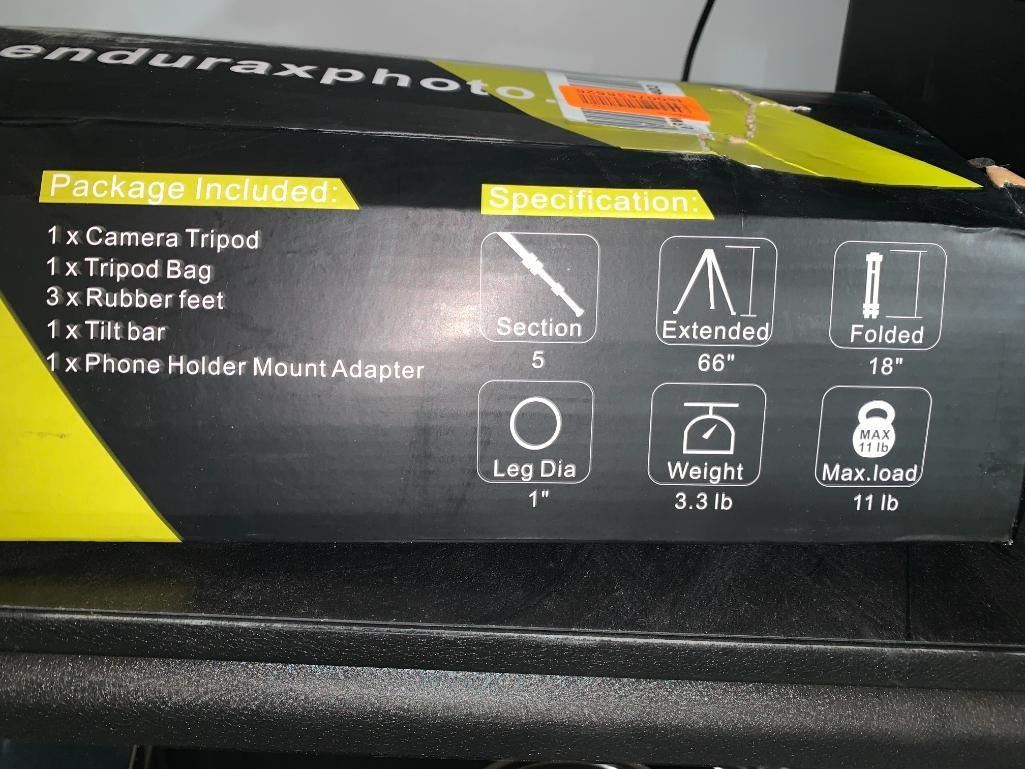 enduraxphoto.
Package Included:
1 x Camera Tripod
1 x Tripod Bag
3 x Rubber feet
1 x Tilt bar
1 x Phone Holder Mount Adapter
Specification:
Section
5
Extended
66"
Folded
18"
Leg Dia
1"
Weight
3.3 lb
MAX
11 lb
Max.load
11 lb